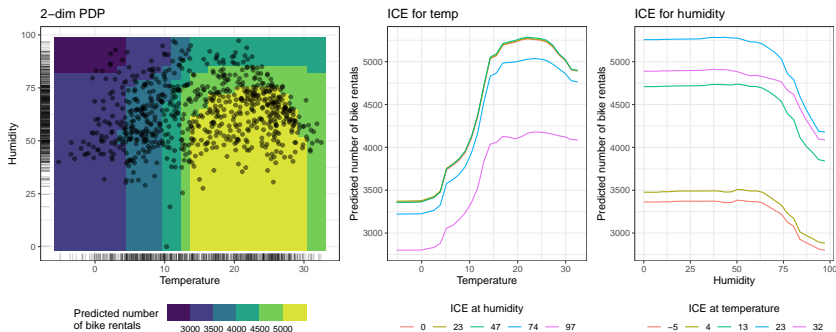 2-dim PDP
Humidity
100
75
50
25
0
0 10 20 30
Temperature
Predicted number
of bike rentals
3000 3500 4000 4500 5000
ICE for temp
Predicted number of bike rentals
5000
4500
4000
3500
3000
0 10 20 30
Temperature
ICE at humidity
0 23 47 74 97
ICE for humidity
Predicted number of bike rentals
5000
4500
4000
3500
3000
0 25 50 75 100
Humidity
ICE at temperature
−5 4 13 23 32